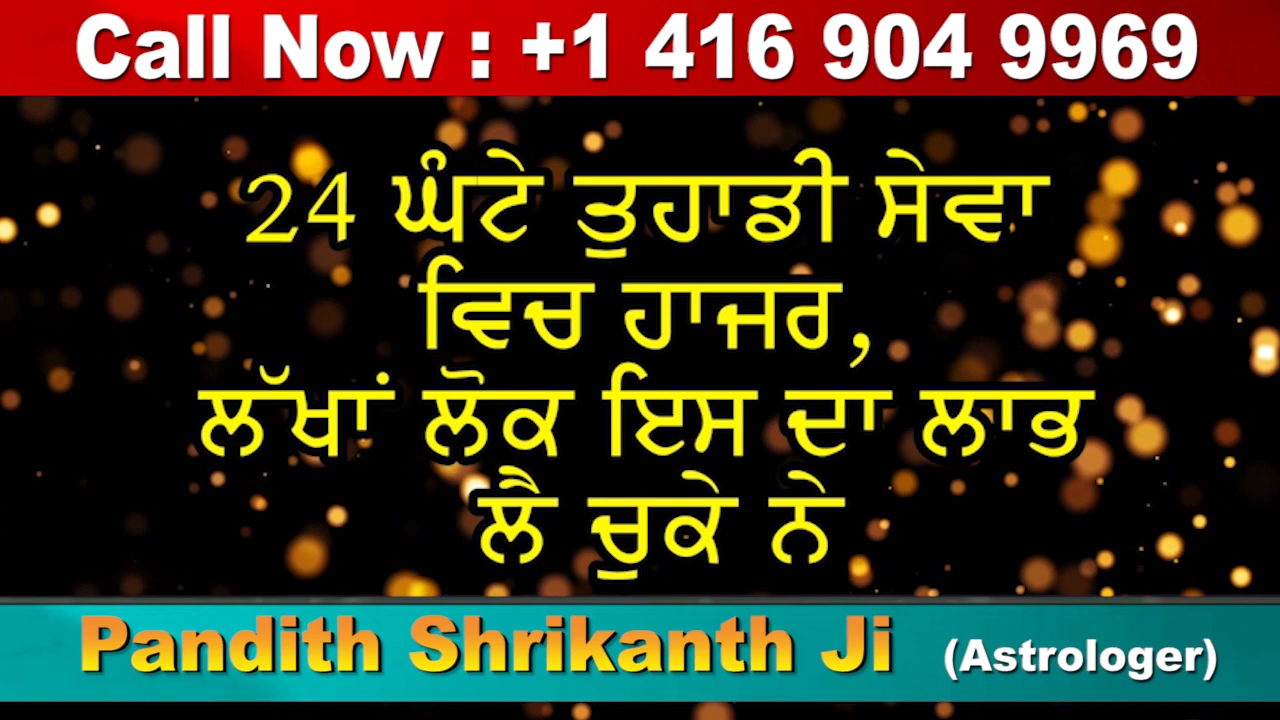 Call Now : +1 416 904 9969
24 ਘੰਟੇ ਤੁਹਾਡੀ ਸੇਵਾ
ਵਿਚ ਹਾਜਰ,
ਲੱਖਾਂ ਲੋਕ ਇਸ ਦਾ ਲਾਭ
ਲੈ ਚੁਕੇ ਨੇ
Pandith Shrikanth Ji (Astrologer)